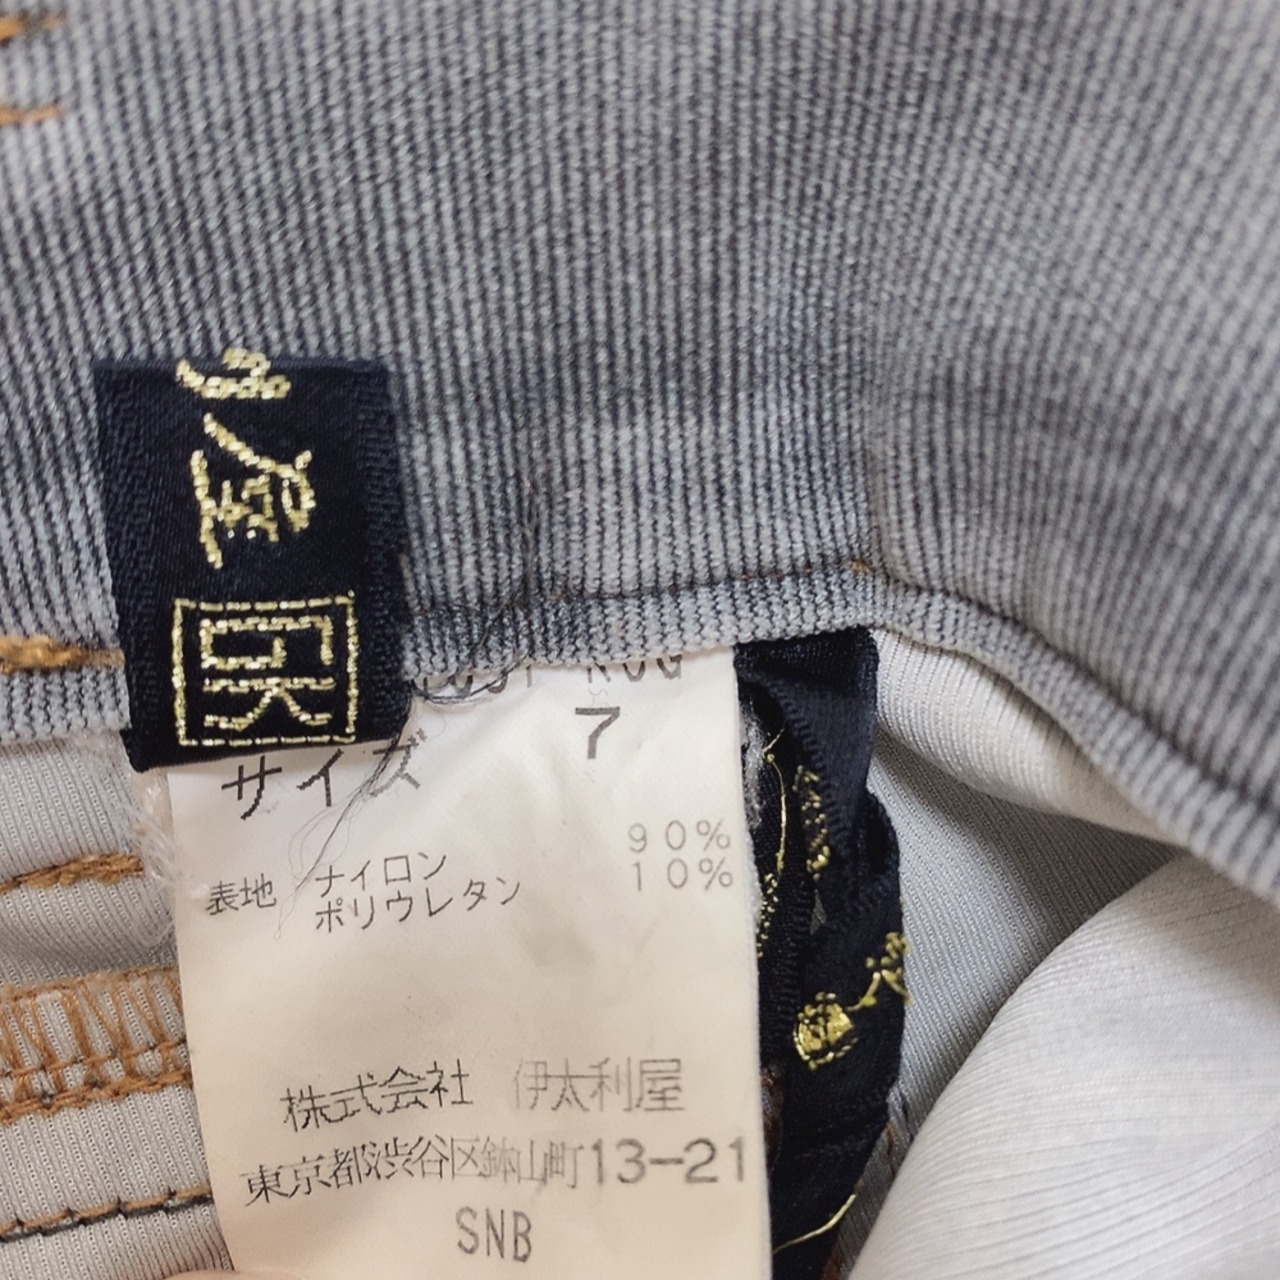 屋
GK
サイズ 7
表地 ナイロン 90%
ポリウレタン 10%
株式会社 伊太利屋
東京都渋谷区鉢山町13-21
SNB